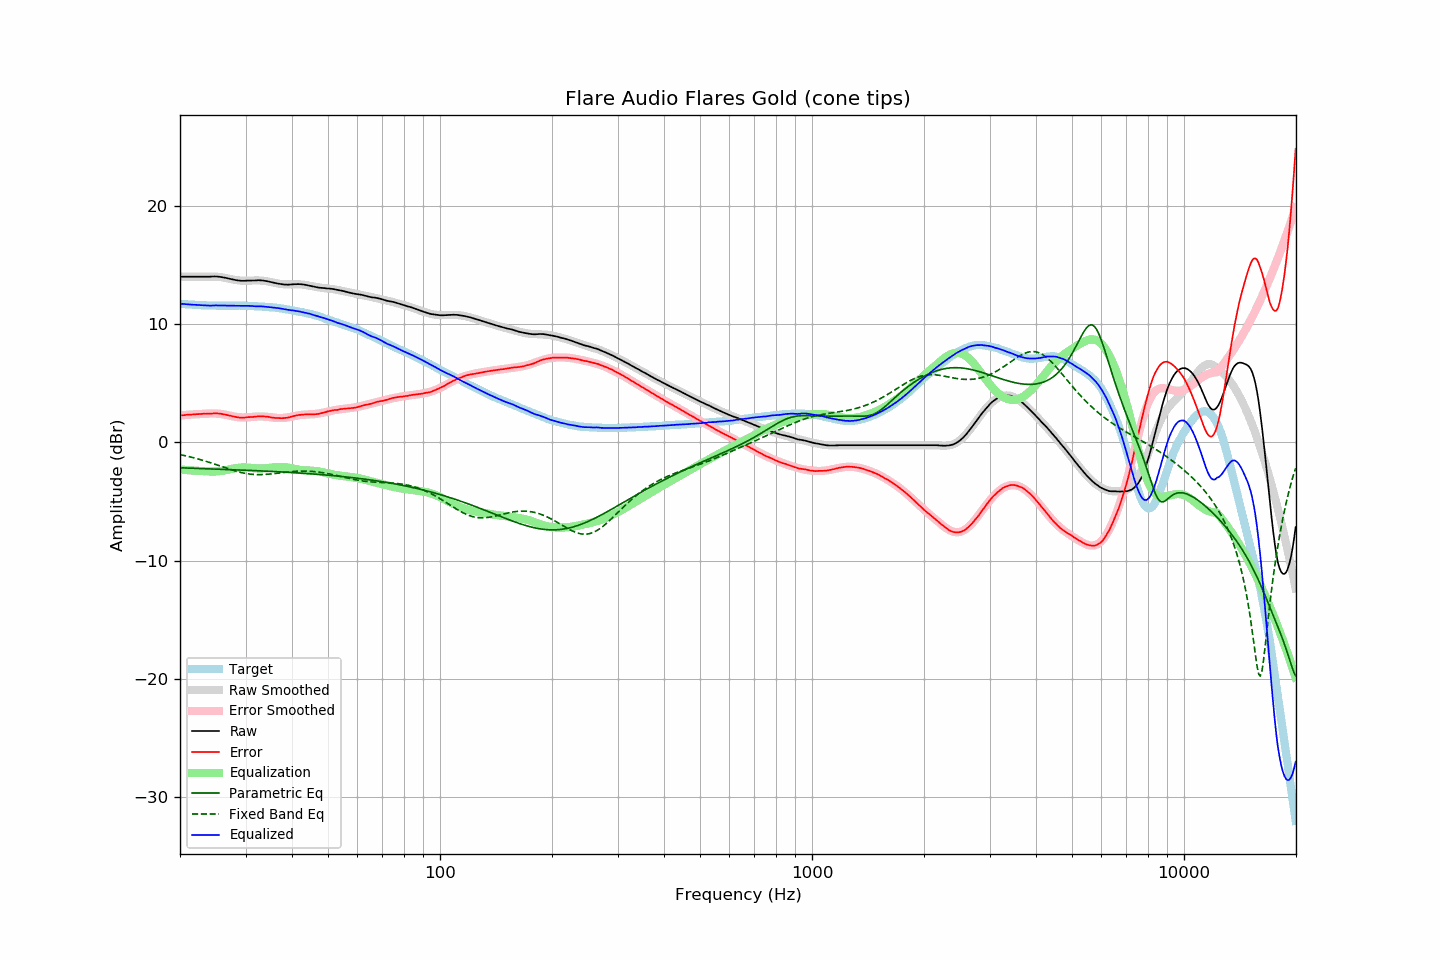 Flare Audio Flares Gold (cone tips)
20
10
0
−10
−20
−30
Amplitude (dBr)
Target
Raw Smoothed
Error Smoothed
Raw
Error
Equalization
Parametric Eq
Fixed Band Eq
Equalized
100
1000
10000
Frequency (Hz)